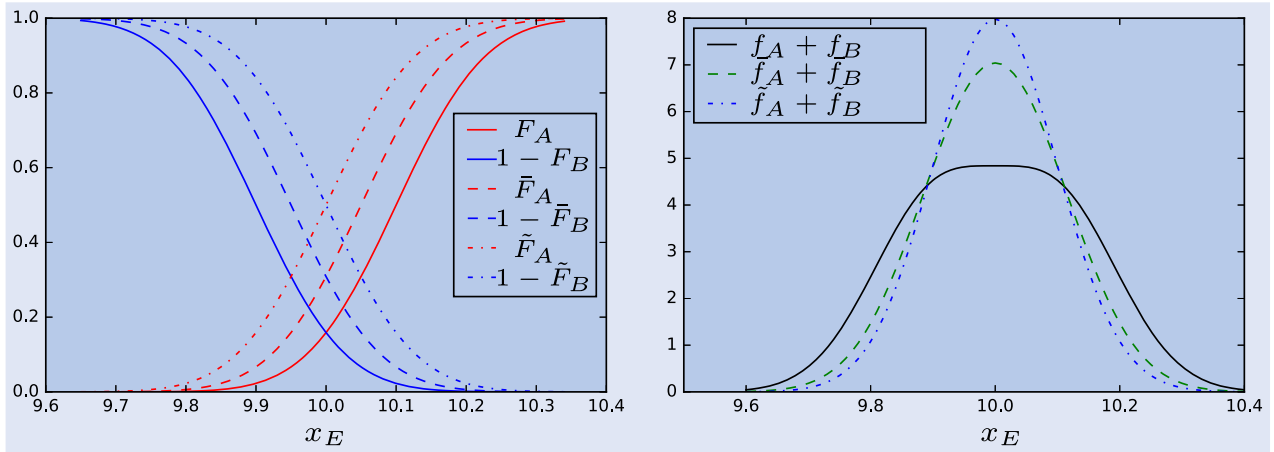 1.0
0.8
0.6
0.4
0.2
0.0
9.6 9.7 9.8 9.9 10.0 10.1 10.2 10.3 10.4
x_E
F_A
1 − F_B
F̄_A
1 − F̄_B
F̃_A
1 − F̃_B
8
7
6
5
4
3
2
1
0
9.6 9.8 10.0 10.2 10.4
x_E
f_A + f_B
f̄_A + f̄_B
f̃_A + f̃_B